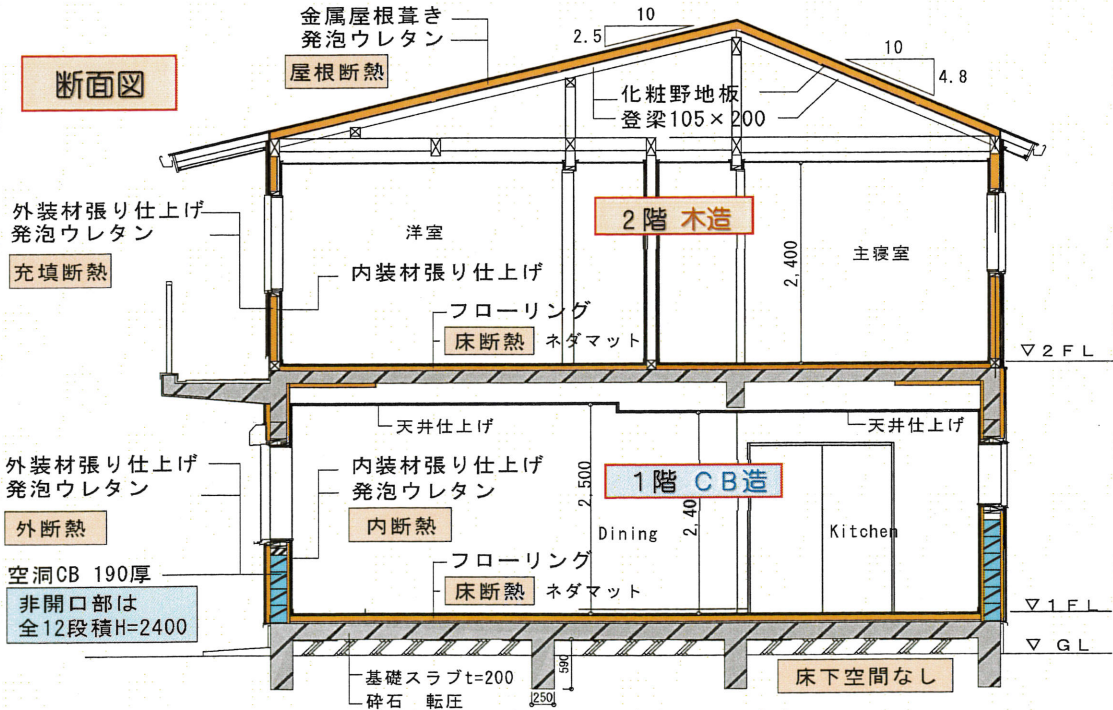 断面図
金属屋根葺き
発泡ウレタン
屋根断熱
10
2.5
10
4.8
化粧野地板
登梁105×200
外装材張り仕上げ
発泡ウレタン
充填断熱
洋室
2階 木造
主寝室
2,400
内装材張り仕上げ
フローリング
床断熱 ネダマット
▽2FL
天井仕上げ
天井仕上げ
外装材張り仕上げ
発泡ウレタン
外断熱
内装材張り仕上げ
発泡ウレタン
内断熱
2,500
1階 CB造
2,40
Dining
Kitchen
空洞CB 190厚
非開口部は
全12段積H=2400
フローリング
床断熱 ネダマット
▽1FL
▽ GL
基礎スラブt=200
砕石 転圧
250
590
床下空間なし